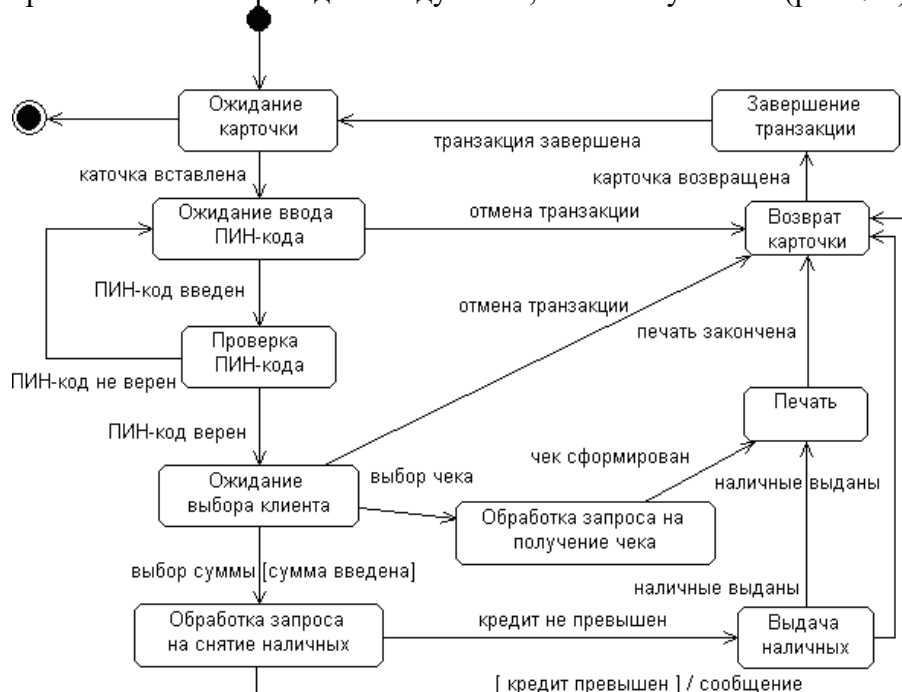 Ожидание
карточки
Завершение
транзакции
транзакция завершена
каточка вставлена
карточка возвращена
Ожидание ввода
ПИН-кода
отмена транзакции
Возврат
карточки
ПИН-код введен
отмена транзакции
Проверка
ПИН-кода
печать закончена
ПИН-код не верен
Печать
ПИН-код верен
чек сформирован
Ожидание
выбора клиента
выбор чека
наличные выданы
Обработка запроса на
получение чека
выбор суммы [сумма введена]
наличные выданы
Обработка запроса
на снятие наличных
кредит не превышен
Выдача
наличных
[ кредит превышен ] / сообщение